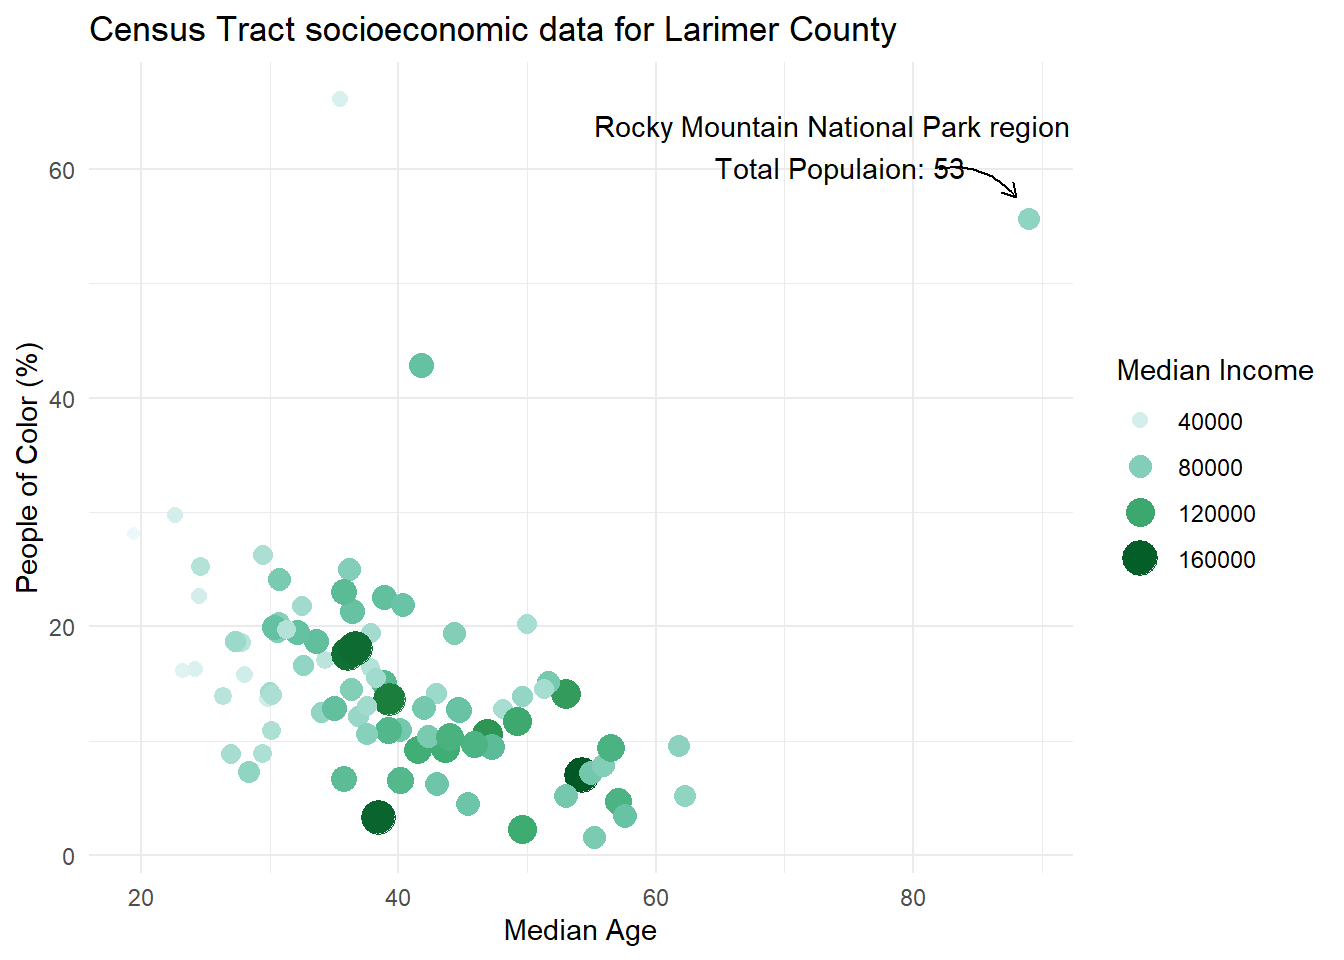 Census Tract socioeconomic data for Larimer County
Rocky Mountain National Park region
Total Populaion: 53
60
40
20
0
People of Color (%)
20
40
60
80
Median Age
Median Income
40000
80000
120000
160000